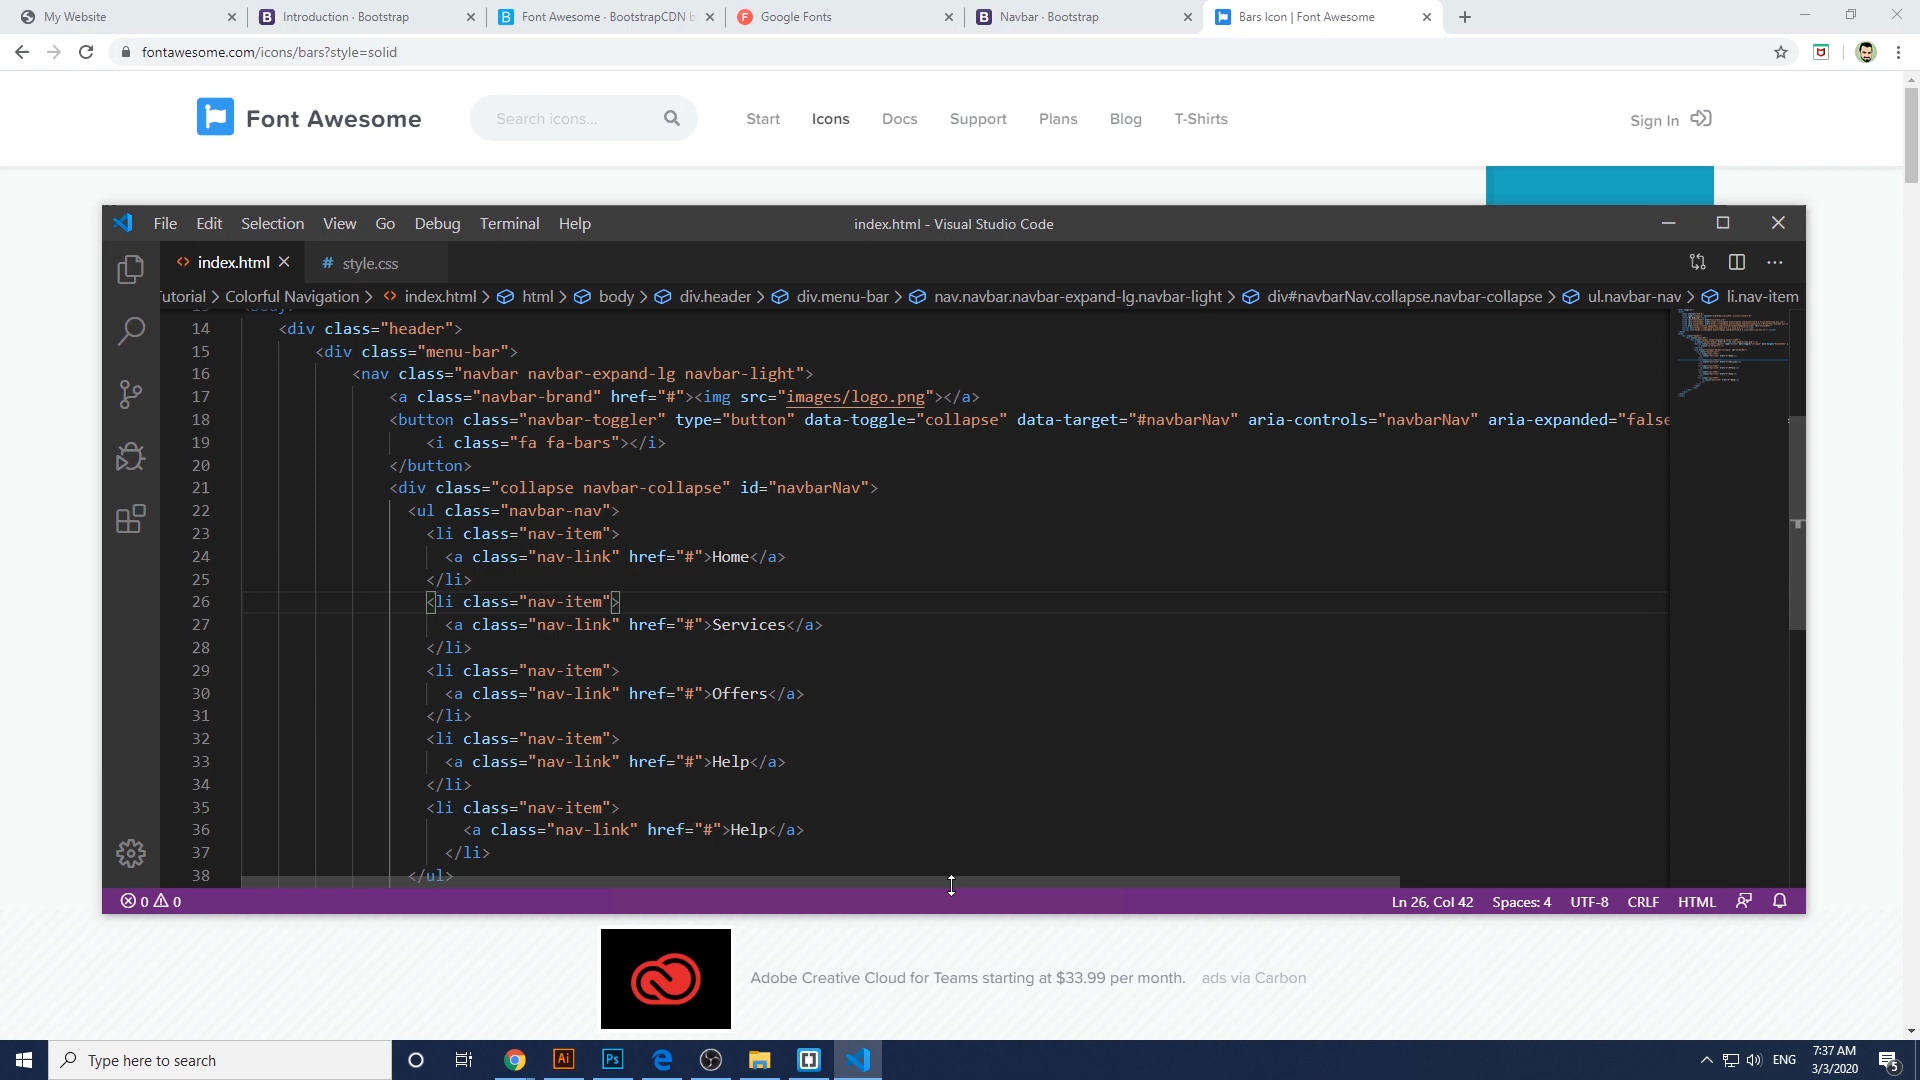 My Website
Introduction · Bootstrap
Font Awesome · BootstrapCDN b
Google Fonts
Navbar · Bootstrap
Bars Icon | Font Awesome
fontawesome.com/icons/bars?style=solid
Font Awesome
Search icons...
Start
Icons
Docs
Support
Plans
Blog
T-Shirts
Sign In
File Edit Selection View Go Debug Terminal Help
index.html - Visual Studio Code
index.html
# style.css
utorial > Colorful Navigation > index.html > html > body > div.header > div.menu-bar > nav.navbar.navbar-expand-lg.navbar-light > div#navbarNav.collapse.navbar-collapse > ul.navbar-nav > li.nav-item
13 <body>
14 <div class="header">
15 <div class="menu-bar">
16 <nav class="navbar navbar-expand-lg navbar-light">
17 <a class="navbar-brand" href="#"><img src="images/logo.png"></a>
18 <button class="navbar-toggler" type="button" data-toggle="collapse" data-target="#navbarNav" aria-controls="navbarNav" aria-expanded="false
19 <i class="fa fa-bars"></i>
20 </button>
21 <div class="collapse navbar-collapse" id="navbarNav">
22 <ul class="navbar-nav">
23 <li class="nav-item">
24 <a class="nav-link" href="#">Home</a>
25 </li>
26 <li class="nav-item">
27 <a class="nav-link" href="#">Services</a>
28 </li>
29 <li class="nav-item">
30 <a class="nav-link" href="#">Offers</a>
31 </li>
32 <li class="nav-item">
33 <a class="nav-link" href="#">Help</a>
34 </li>
35 <li class="nav-item">
36 <a class="nav-link" href="#">Help</a>
37 </li>
38 </ul>
0 0
Ln 26, Col 42 Spaces: 4 UTF-8 CRLF HTML
Adobe Creative Cloud for Teams starting at $33.99 per month. ads via Carbon
Type here to search
Ai
Ps
ENG
7:37 AM
3/3/2020
5